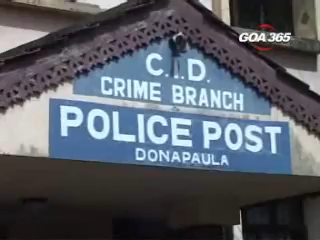 GOA 365
C.I.D.
CRIME BRANCH
POLICE POST
DONAPAULA